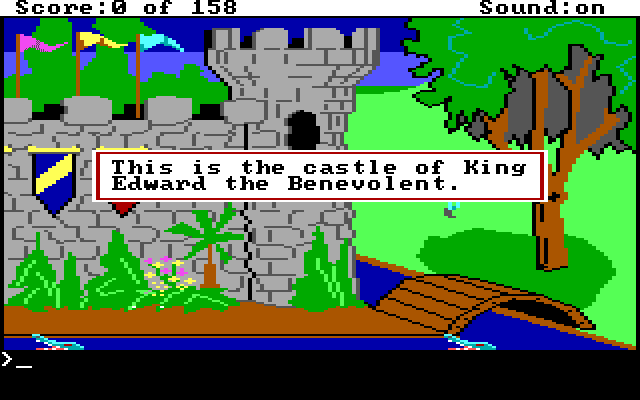 Score:0 of 158 Sound:on
This is the castle of King
Edward the Benevolent.
>_